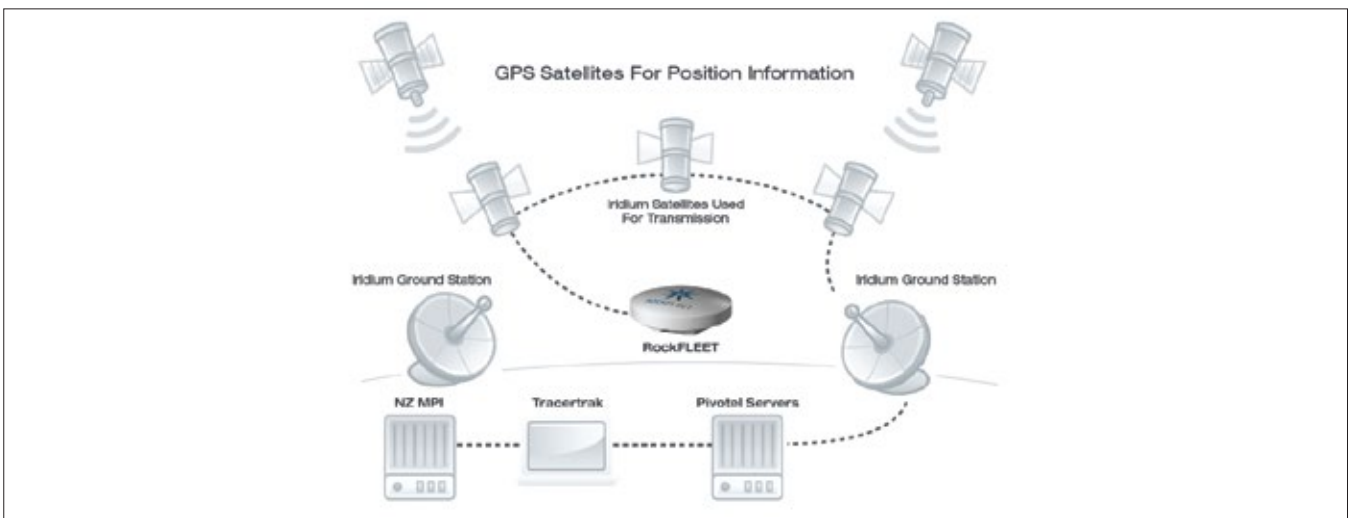 GPS Satellites For Position Information
Iridium Satellites Used
For Transmission
Iridium Ground Station
Iridium Ground Station
ROCKFLEET
RockFLEET
NZ MPI
Tracertrak
Pivotel Servers